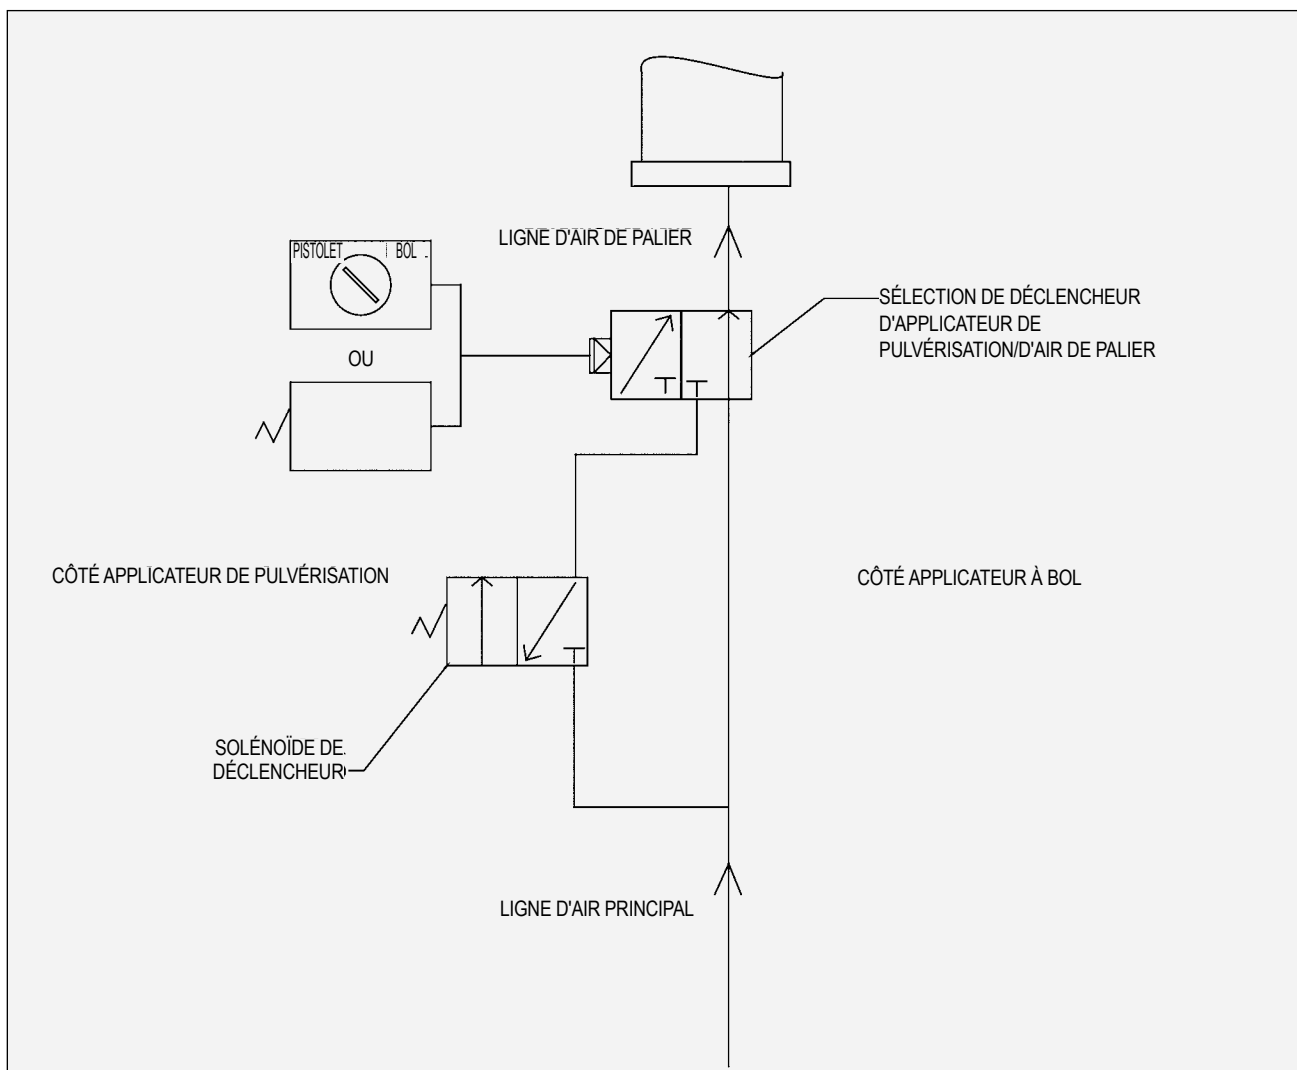 LIGNE D'AIR DE PALIER
PISTOLET BOL
SÉLECTION DE DÉCLENCHEUR
D'APPLICATEUR DE
PULVÉRISATION/D'AIR DE PALIER
OU
CÔTÉ APPLICATEUR DE PULVÉRISATION
CÔTÉ APPLICATEUR À BOL
SOLÉNOÏDE DE
DÉCLENCHEUR
LIGNE D'AIR PRINCIPAL